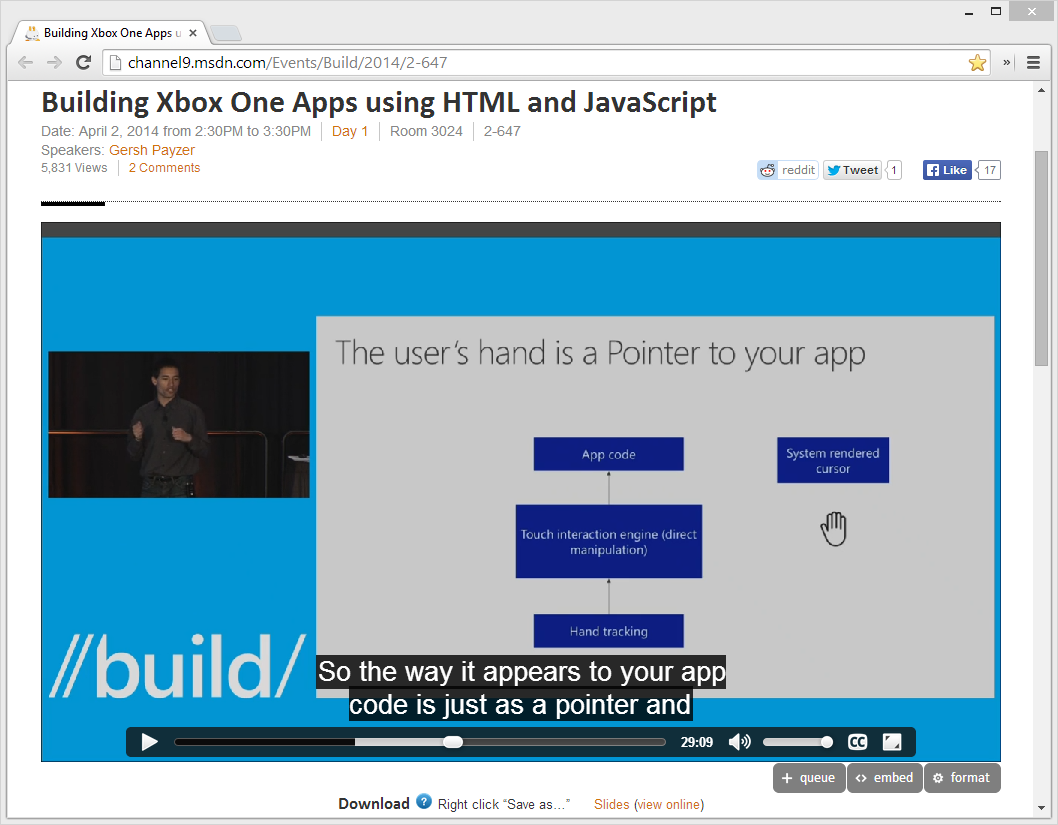 Building Xbox One Apps u
channel9.msdn.com/Events/Build/2014/2-647
Building Xbox One Apps using HTML and JavaScript
Date: April 2, 2014 from 2:30PM to 3:30PM Day 1 Room 3024 2-647
Speakers: Gersh Payzer
5,831 Views 2 Comments
reddit Tweet 1 Like 17
The user's hand is a Pointer to your app
App code
System rendered
cursor
Touch interaction engine (direct
manipulation)
Hand tracking
//build/
So the way it appears to your app
code is just as a pointer and
29:09 CC
+ queue <> embed format
Download ? Right click “Save as…” Slides (view online)